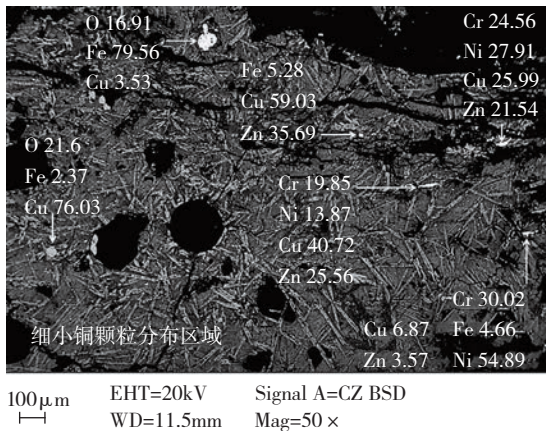 O 16.91
Fe 79.56
Cu 3.53
Fe 5.28
Cu 59.03
Zn 35.69
Cr 24.56
Ni 27.91
Cu 25.99
Zn 21.54
O 21.6
Fe 2.37
Cu 76.03
Cr 19.85
Ni 13.87
Cu 40.72
Zn 25.56
Cr 30.02
Cu 6.87 Fe 4.66
Zn 3.57 Ni 54.89
细小铜颗粒分布区域
100μm EHT=20kV Signal A=CZ BSD
WD=11.5mm Mag=50 ×